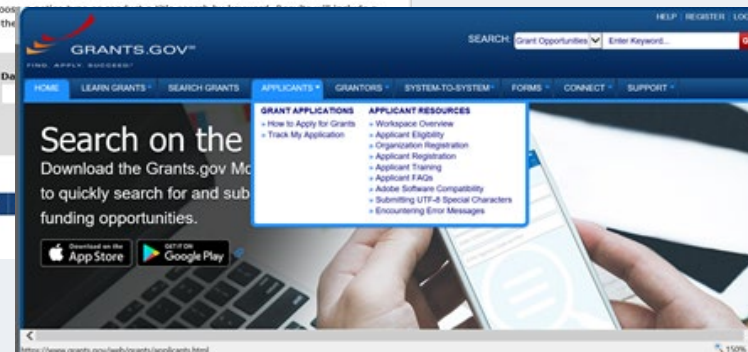 HELP | REGISTER | LOG
GRANTS.GOV℠
FIND. APPLY. SUCCEED.℠
SEARCH: Grant Opportunities Enter Keyword...
HOME LEARN GRANTS SEARCH GRANTS APPLICANTS GRANTORS SYSTEM-TO-SYSTEM FORMS CONNECT SUPPORT
GRANT APPLICATIONS
» How to Apply for Grants
» Track My Application
APPLICANT RESOURCES
» Workspace Overview
» Applicant Eligibility
» Organization Registration
» Applicant Registration
» Applicant Training
» Applicant FAQs
» Adobe Software Compatibility
» Submitting UTF-8 Special Characters
» Encountering Error Messages
Search on the
Download the Grants.gov Mo
to quickly search for and sub
funding opportunities.
Download on the
App Store
GET IT ON
Google Play
https://www.grants.gov/web/grants/applicants.html
150%